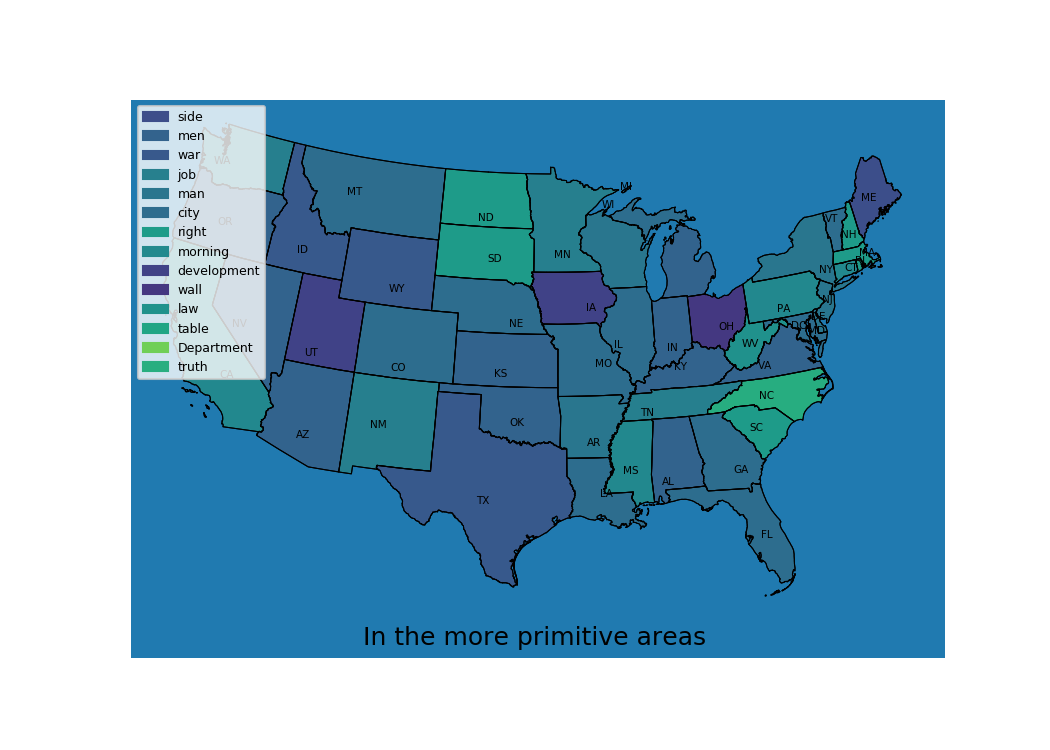 side
men
war
job
man
city
right
morning
development
wall
law
table
Department
truth
WA
OR
NV
CA
ID
MT
WY
UT
CO
AZ
NM
ND
SD
NE
KS
OK
TX
MN
IA
MO
AR
LA
WI
MI
IL
IN
OH
KY
TN
MS
AL
GA
FL
SC
NC
VA
WV
PA
NY
VT
NH
ME
MA
CT
NJ
DE
MD
DC
In the more primitive areas